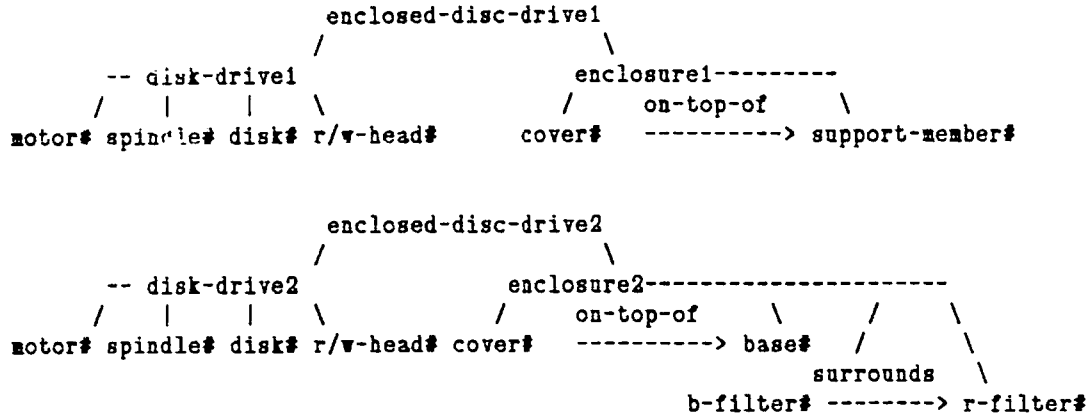 enclosed-disc-drive1
-- disk-drive1 enclosure1---------
on-top-of
motor# spindle# disk# r/w-head# cover# ----------> support-member#
enclosed-disc-drive2
-- disk-drive2 enclosure2---------------------
on-top-of
motor# spindle# disk# r/w-head# cover# ----------> base#
surrounds
b-filter# --------> r-filter#